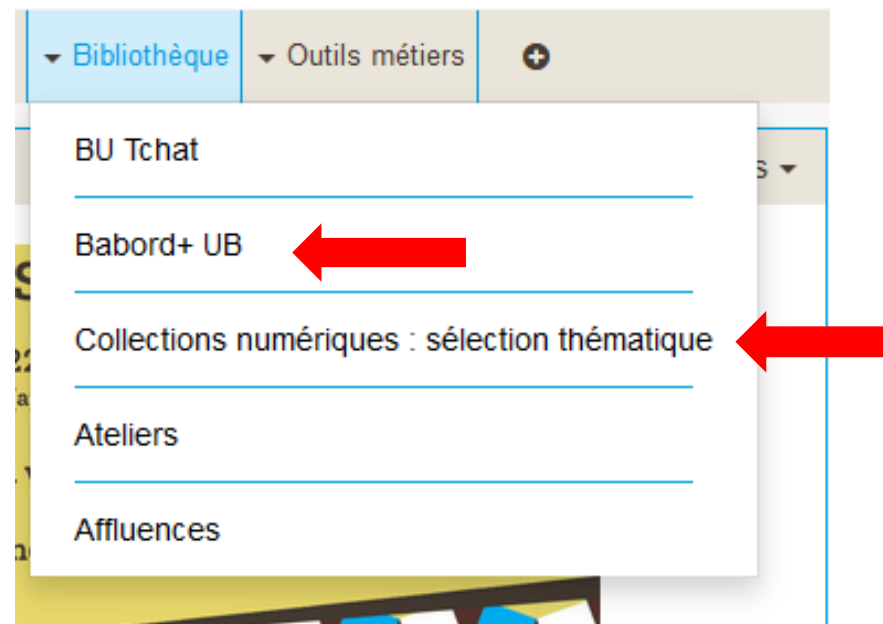 Bibliothèque Outils métiers
BU Tchat
Babord+ UB
Collections numériques : sélection thématique
Ateliers
Affluences